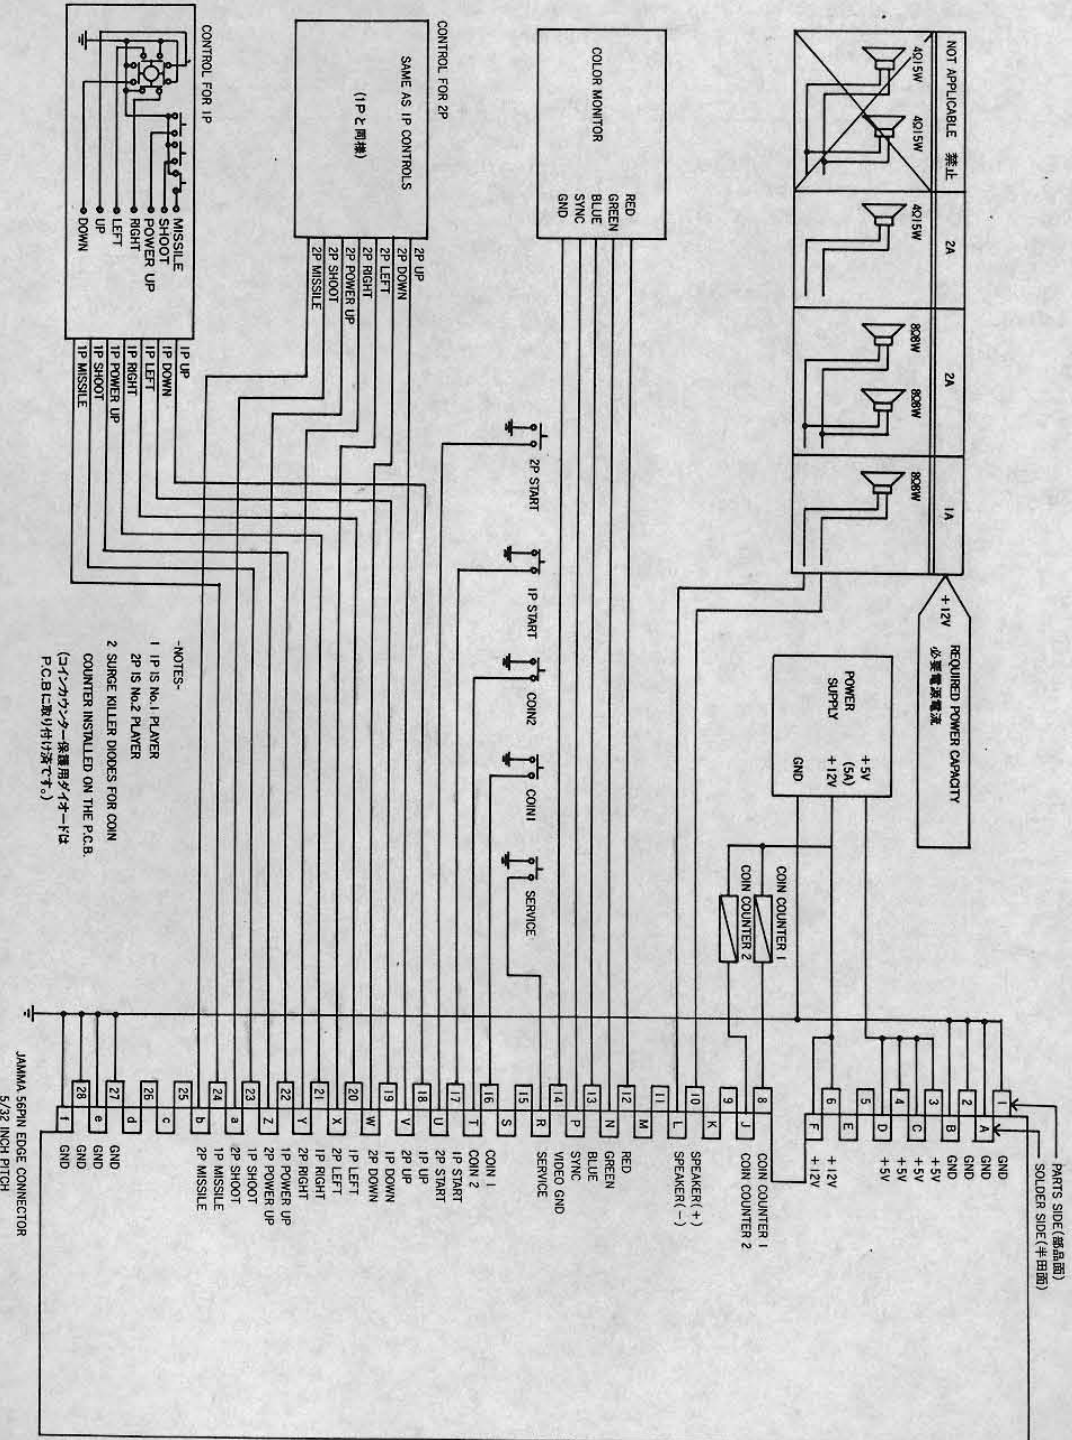 NOT APPLICABLE 禁止
4Ω15W
4Ω15W
2A
4Ω15W
2A
8Ω8W
8Ω8W
1A
8Ω8W
+12V
REQUIRED POWER CAPACITY
必要電源電流
COLOR MONITOR
RED
GREEN
BLUE
SYNC
GND
POWER
SUPPLY
+5V
(5A)
+12V
GND
COIN COUNTER 1
COIN COUNTER 2
CONTROL FOR 2P
SAME AS 1P CONTROLS
(1Pと同様)
2P UP
2P DOWN
2P LEFT
2P RIGHT
2P POWER UP
2P SHOOT
2P MISSILE
2P START
1P START
COIN2
COIN1
SERVICE
CONTROL FOR 1P
MISSILE
SHOOT
POWER UP
RIGHT
LEFT
UP
DOWN
1P UP
1P DOWN
1P LEFT
1P RIGHT
1P POWER UP
1P SHOOT
1P MISSILE
-NOTES-
1 1P IS No.1 PLAYER
2P IS No.2 PLAYER
2 SURGE KILLER DIODES FOR COIN
COUNTER INSTALLED ON THE P.C.B.
(コインカウンター保護用ダイオードは
P.C.Bに取り付け済です。)
PARTS SIDE(部品面)
SOLDER SIDE(半田面)
1 GND
A GND
2 GND
B GND
3 +5V
C +5V
4 +5V
D +5V
5
E
6 +12V
F +12V
8 COIN COUNTER 1
J COIN COUNTER 2
9
K
10 SPEAKER(+)
L SPEAKER(-)
11
M
12 RED
N GREEN
13 BLUE
P SYNC
14 VIDEO GND
R SERVICE
15
S
16 COIN 1
T COIN 2
17 1P START
U 2P START
18 1P UP
V 2P UP
19 1P DOWN
W 2P DOWN
20 1P LEFT
X 2P LEFT
21 1P RIGHT
Y 2P RIGHT
22 1P POWER UP
Z 2P POWER UP
23 1P SHOOT
a 2P SHOOT
24 1P MISSILE
b 2P MISSILE
25
c
26
d
27 GND
e GND
28 GND
f GND
JAMMA 56PIN EDGE CONNECTOR
5/32 INCH PITCH